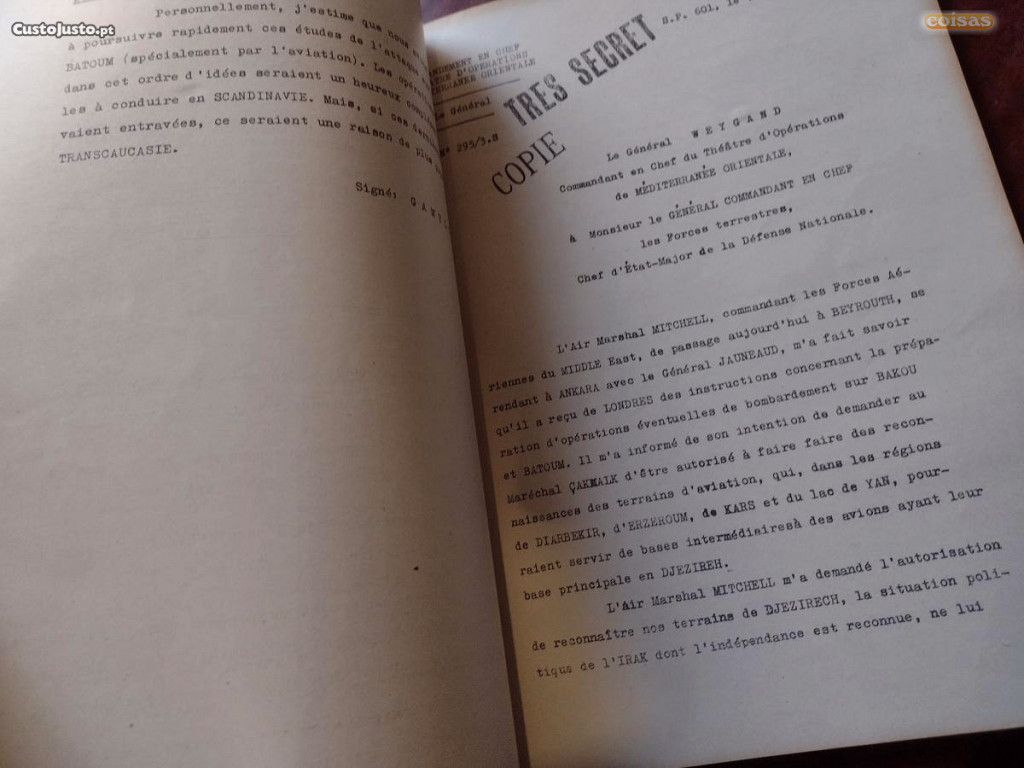 CustoJusto.pt
coisas
Personnellement, j'estime que nous
à poursuivre rapidement ces études de l'attaque
BATOUM (spécialement par l'aviation). Les
dans cet ordre d'idées seraient un heureux
les à conduire en SCANDINAVIE. Mais, si ces
vaient entravées, ce seraient une raison de plus
TRANSCAUCASIE.
Signé:
S.P. 601, le
EN CHEF
D'OPERATIONS
ORIENTALE
Le Général
N° 295/3.S
TRES SECRET
COPIE
Le Général WEYGAND
Commandant en Chef du Théâtre d'Opérations
de MÉDITERRANÉE ORIENTALE,
à Monsieur le GÉNÉRAL COMMANDANT EN CHEF
les Forces terrestres,
Chef d'État-Major de la Défense Nationale.
L'Air Marshal MITCHELL, commandant les Forces Aé-
riennes du MIDDLE East, de passage aujourd'hui à BEYROUTH, se
rendant à ANKARA avec le Général JAUNEAUD, m'a fait savoir
qu'il a reçu de LONDRES des instructions concernant la prépa-
ration d'opérations éventuelles de bombardement sur BAKOU
et BATOUM. Il m'a informé de son intention de demander au
Maréchal ÇAKMALK d'être autorisé à faire faire des recon-
naissances des terrains d'aviation, qui, dans les régions
de DIARBEKIR, d'ERZEROUM, de KARS et du lac de YAN, pour-
raient servir de bases intermédiairesà des avions ayant leur
base principale en DJEZIREH.
L'Air Marshal MITCHELL m'a demandé l'autorisation
de reconnaître nos terrains de DJEZIRECH, la situation poli-
tique de l'IRAK dont l'indépendance est reconnue, ne lui